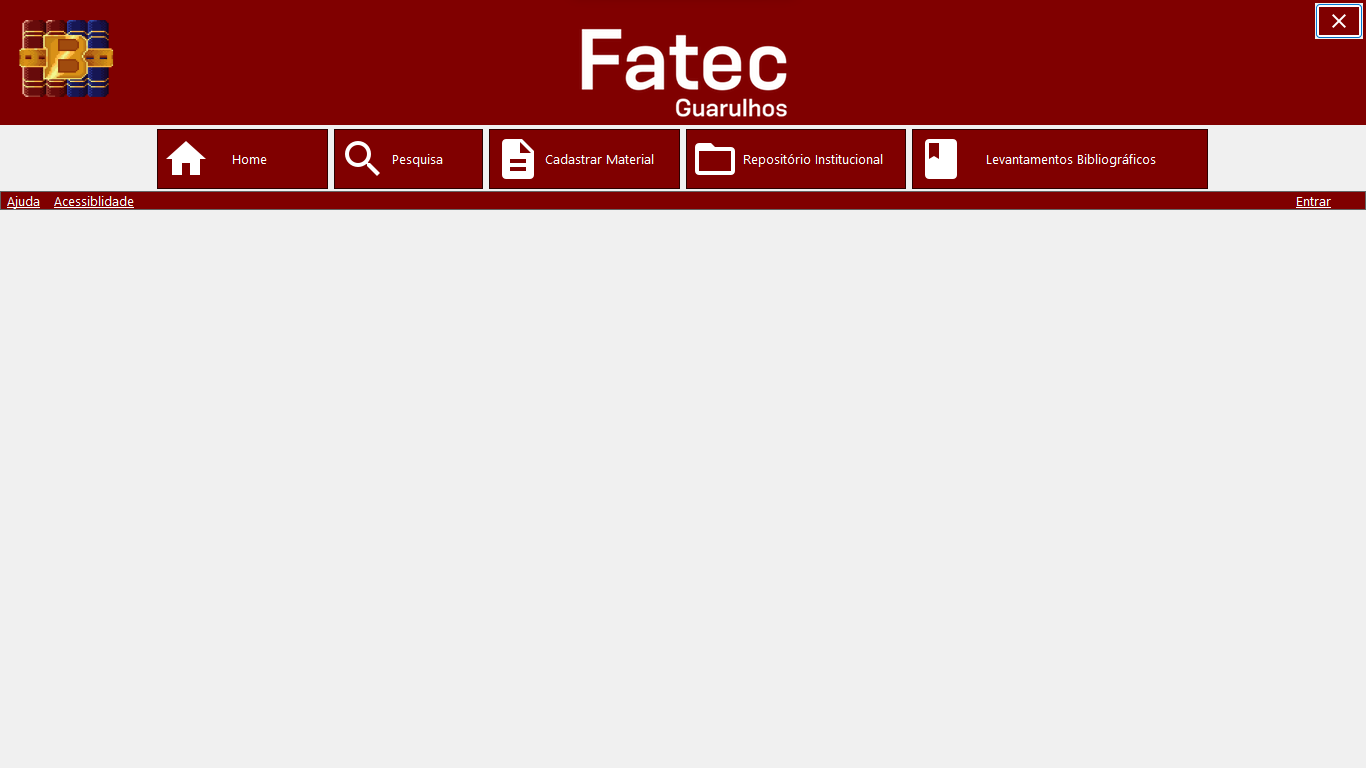 B
Fatec
Guarulhos
Home
Pesquisa
Cadastrar Material
Repositório Institucional
Levantamentos Bibliográficos
Ajuda
Acessiblidade
Entrar